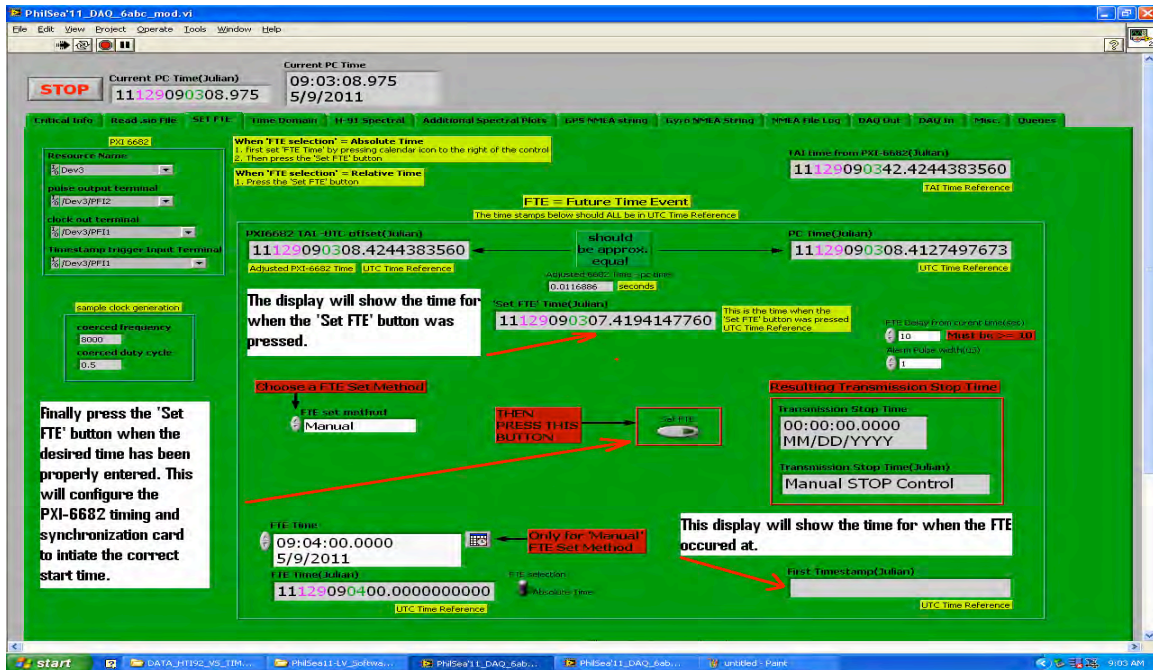 PhilSea'11_DAQ_6abc_mod.vi
File Edit View Project Operate Tools Window Help
STOP
Current PC Time(Julian)
11129090308.975
Current PC Time
09:03:08.975
5/9/2011
Critical Info Read .sio File SET FTE Time Domain H-91 Spectral Additional Spectral Plots GPS NMEA string Gyro NMEA String NMEA File Log DAQ Out DAQ In Misc. Queues
PXI 6682
Resource Name
Dev3
pulse output terminal
/Dev3/PFI2
clock out terminal
/Dev3/PFI1
Timestamp trigger Input Terminal
/Dev3/PFI1
When 'FTE selection' = Absolute Time
1. first set 'FTE Time' by pressing calendar icon to the right of the control
2. Then press the 'Set FTE' button
When 'FTE selection' = Relative Time
1. Press the 'Set FTE' button
TAI time from PXI-6682(Julian)
11129090342.4244383560
TAI Time Reference
FTE = Future Time Event
The time stamps below should ALL be in UTC Time Reference
PXI6682 TAI-UTC offset(Julian)
11129090308.4244383560
Adjusted PXI-6682 Time UTC Time Reference
should
be approx.
equal
Adjusted 6682 time - pc time
0.0116886 seconds
PC Time(Julian)
11129090308.4127497673
UTC Time Reference
The display will show the time for
when the 'Set FTE' button was
pressed.
'Set FTE' Time(Julian)
11129090307.4194147760
This is the time when the
'Set FTE' button was pressed
UTC Time Reference
FTE Delay from curent time(sec)
10 Must be >= 10
Alarm Pulse width(uS)
1
sample clock generation
coerced frequency
8000
coerced duty cycle
0.5
Choose a FTE Set Method
FTE set method
Manual
THEN
PRESS THIS
BUTTON
Set FTE
Resulting Transmission Stop Time
Transmission Stop Time
00:00:00.0000
MM/DD/YYYY
Transmission Stop Time(Julian)
Manual STOP Control
Finally press the 'Set
FTE' button when the
desired time has been
properly entered. This
will configure the
PXI-6682 timing and
synchronization card
to intiate the correct
start time.
FTE Time
09:04:00.0000
5/9/2011
Only for 'Manual'
FTE Set Method
FTE Time(Julian)
11129090400.0000000000
UTC Time Reference
FTE selection
Absolute Time
This display will show the time for when the FTE
occured at.
First Timestamp(Julian)
UTC Time Reference
start DATA_HTI92_VS_TIM... PhilSea11-LV_Softwa... PhilSea'11_DAQ_6ab... PhilSea'11_DAQ_6ab... untitled - Paint 9:03 AM